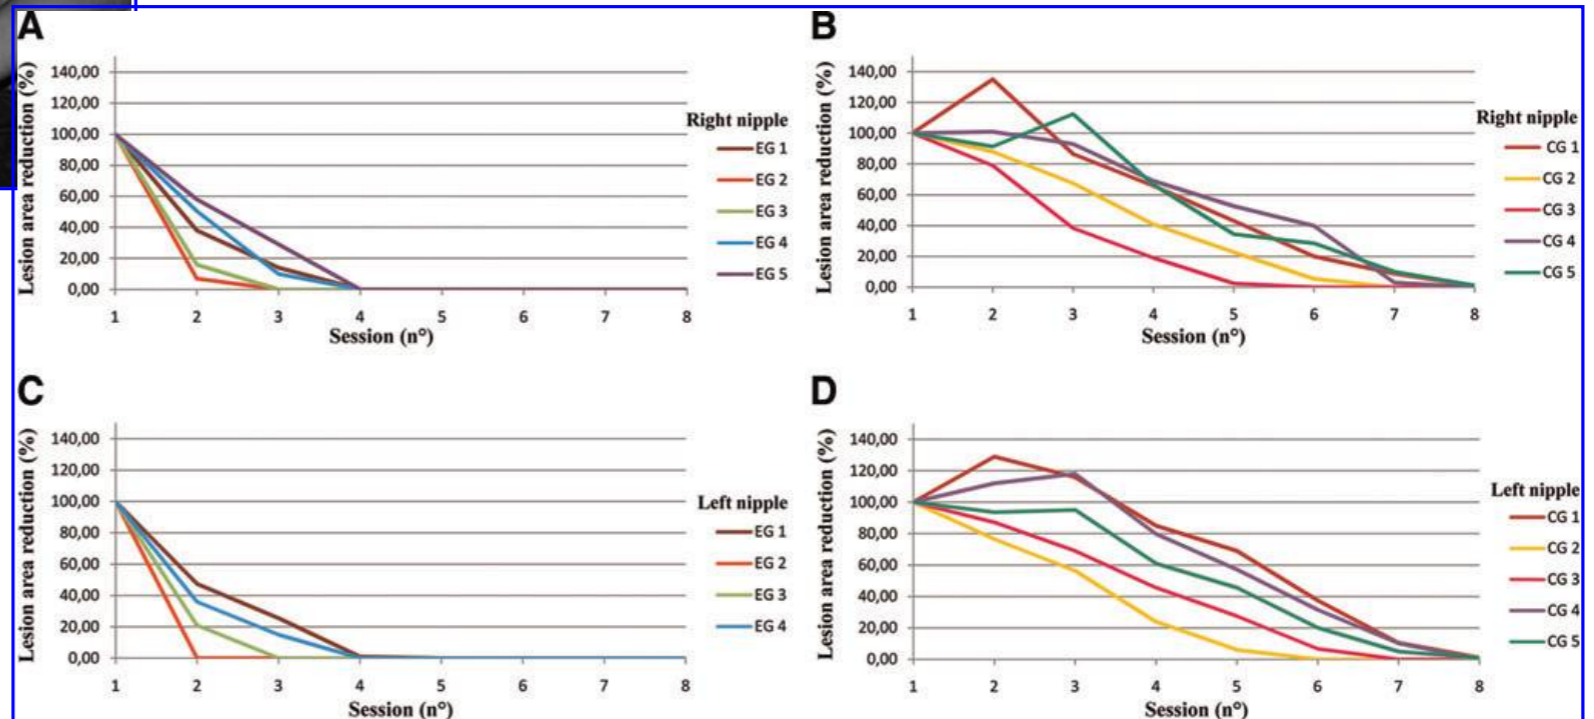 A
Lesion area reduction (%)
140,00
120,00
100,00
80,00
60,00
40,00
20,00
0,00
1 2 3 4 5 6 7 8
Session (n°)
Right nipple
EG 1
EG 2
EG 3
EG 4
EG 5
B
Lesion area reduction (%)
140,00
120,00
100,00
80,00
60,00
40,00
20,00
0,00
1 2 3 4 5 6 7 8
Session (n°)
Right nipple
CG 1
CG 2
CG 3
CG 4
CG 5
C
Lesion area reduction (%)
140,00
120,00
100,00
80,00
60,00
40,00
20,00
0,00
1 2 3 4 5 6 7 8
Session (n°)
Left nipple
EG 1
EG 2
EG 3
EG 4
D
Lesion area reduction (%)
140,00
120,00
100,00
80,00
60,00
40,00
20,00
0,00
1 2 3 4 5 6 7 8
Session (n°)
Left nipple
CG 1
CG 2
CG 3
CG 4
CG 5